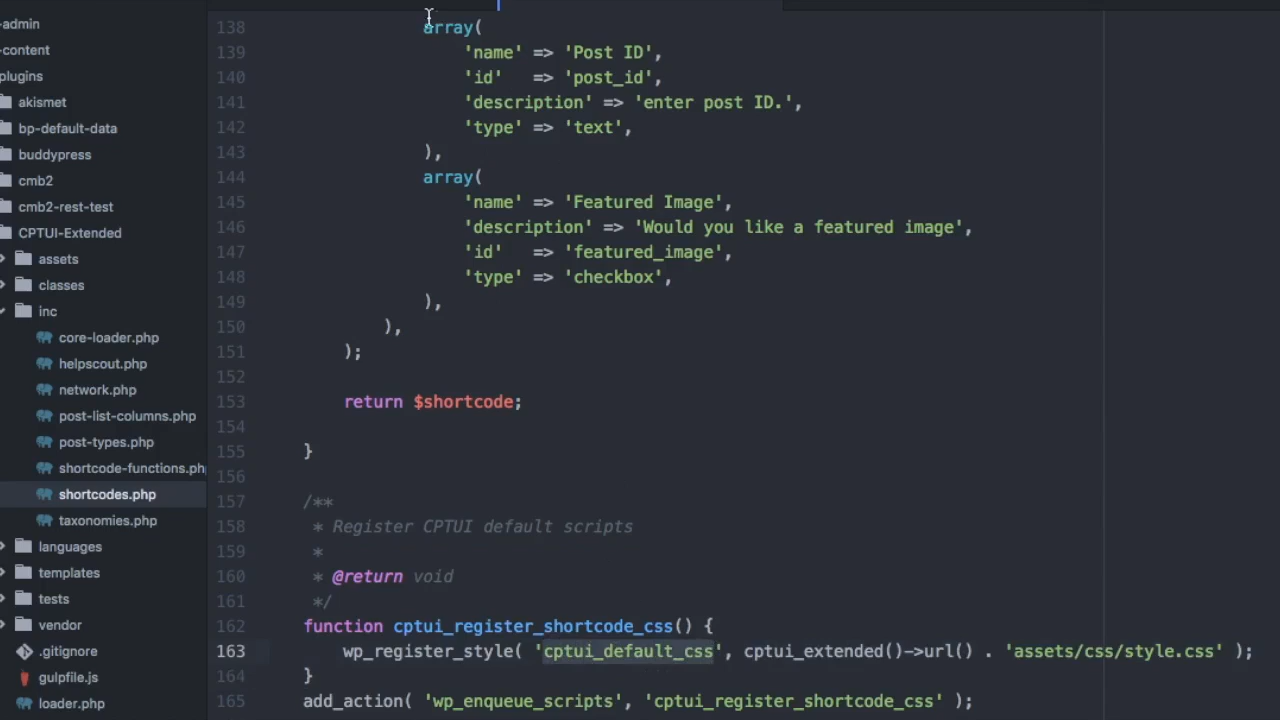 -admin
-content
plugins
akismet
bp-default-data
buddypress
cmb2
cmb2-rest-test
CPTUI-Extended
assets
classes
inc
core-loader.php
helpscout.php
network.php
post-list-columns.php
post-types.php
shortcode-functions.ph
shortcodes.php
taxonomies.php
languages
templates
tests
vendor
.gitignore
gulpfile.js
loader.php
138 array(
139 'name' => 'Post ID',
140 'id'   => 'post_id',
141 'description' => 'enter post ID.',
142 'type' => 'text',
143 ),
144 array(
145 'name' => 'Featured Image',
146 'description' => 'Would you like a featured image',
147 'id'   => 'featured_image',
148 'type' => 'checkbox',
149 ),
150 ),
151 );
152
153 return $shortcode;
154
155 }
156
157 /**
158 * Register CPTUI default scripts
159 *
160 * @return void
161 */
162 function cptui_register_shortcode_css() {
163 wp_register_style( 'cptui_default_css', cptui_extended()->url() . 'assets/css/style.css' );
164 }
165 add_action( 'wp_enqueue_scripts', 'cptui_register_shortcode_css' );